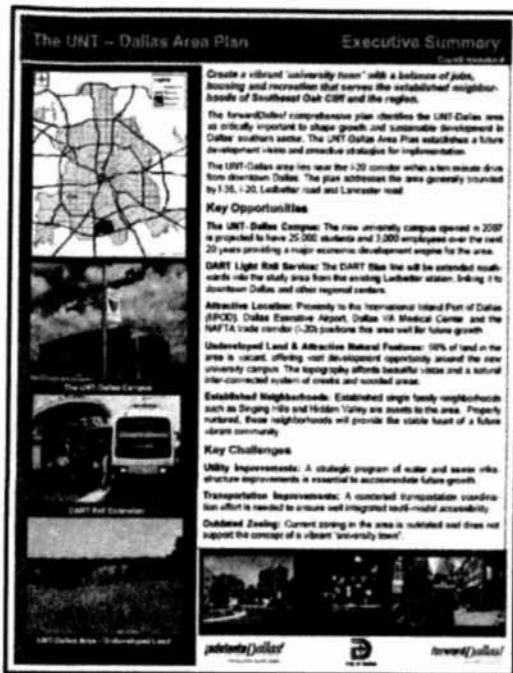 The UNT – Dallas Area Plan
Executive Summary
Create a vibrant 'university town' with a balance of jobs,
housing and recreation that serves the established neighbor-
hoods of Southeast Oak Cliff and the region.
The forwardDallas! comprehensive plan identifies the UNT-Dallas area
as critically important to shape growth and sustainable development in
Dallas' southern sector. The UNT-Dallas Area Plan establishes a future
development vision and proactive strategies for implementation.
The UNT-Dallas area lies near the I-20 corridor within a ten minute drive
from downtown Dallas. The plan addresses the area generally bounded
by I-35, I-20, Ledbetter road and Lancaster road.
Key Opportunities
The UNT-Dallas Campus: The new university campus opened in 2007
is projected to have 25,000 students and 3,000 employees over the next
20 years providing a major economic development engine for the area.
DART Light Rail Service: The DART Blue line will be extended south-
wards into the study area from the existing Ledbetter station, linking it to
downtown Dallas and other regional centers.
Attractive Location: Proximity to the International Inland Port of Dallas
(IIPOD), Dallas Executive Airport, Dallas VA Medical Center and the
NAFTA trade corridor (I-20) positions this area well for future growth
Undeveloped Land & Attractive Natural Features: of land in the
area is vacant, offering vast development opportunity around the new
university campus. The topography affords beautiful vistas and a natural
inter-connected system of creeks and wooded areas.
Established Neighborhoods: Established single family neighborhoods
such as Singing Hills and Hidden Valley are assets to the area. Properly
nurtured, these neighborhoods will provide the stable heart of a future
vibrant community.
Key Challenges
Utility Improvements: A strategic program of water and sewer infra-
structure improvements is essential to accommodate future growth.
Transportation Improvements: A concerted transportation coordina-
tion effort is needed to ensure well integrated multi-modal accessibility.
Outdated Zoning: Current zoning in the area is outdated and does not
support the concept of a vibrant "university town".
The UNT-Dallas Campus
DART Rail Extension
UNT-Dallas Area - Undeveloped Land
¡adelante Dallas!
City of Dallas
forwardDallas!